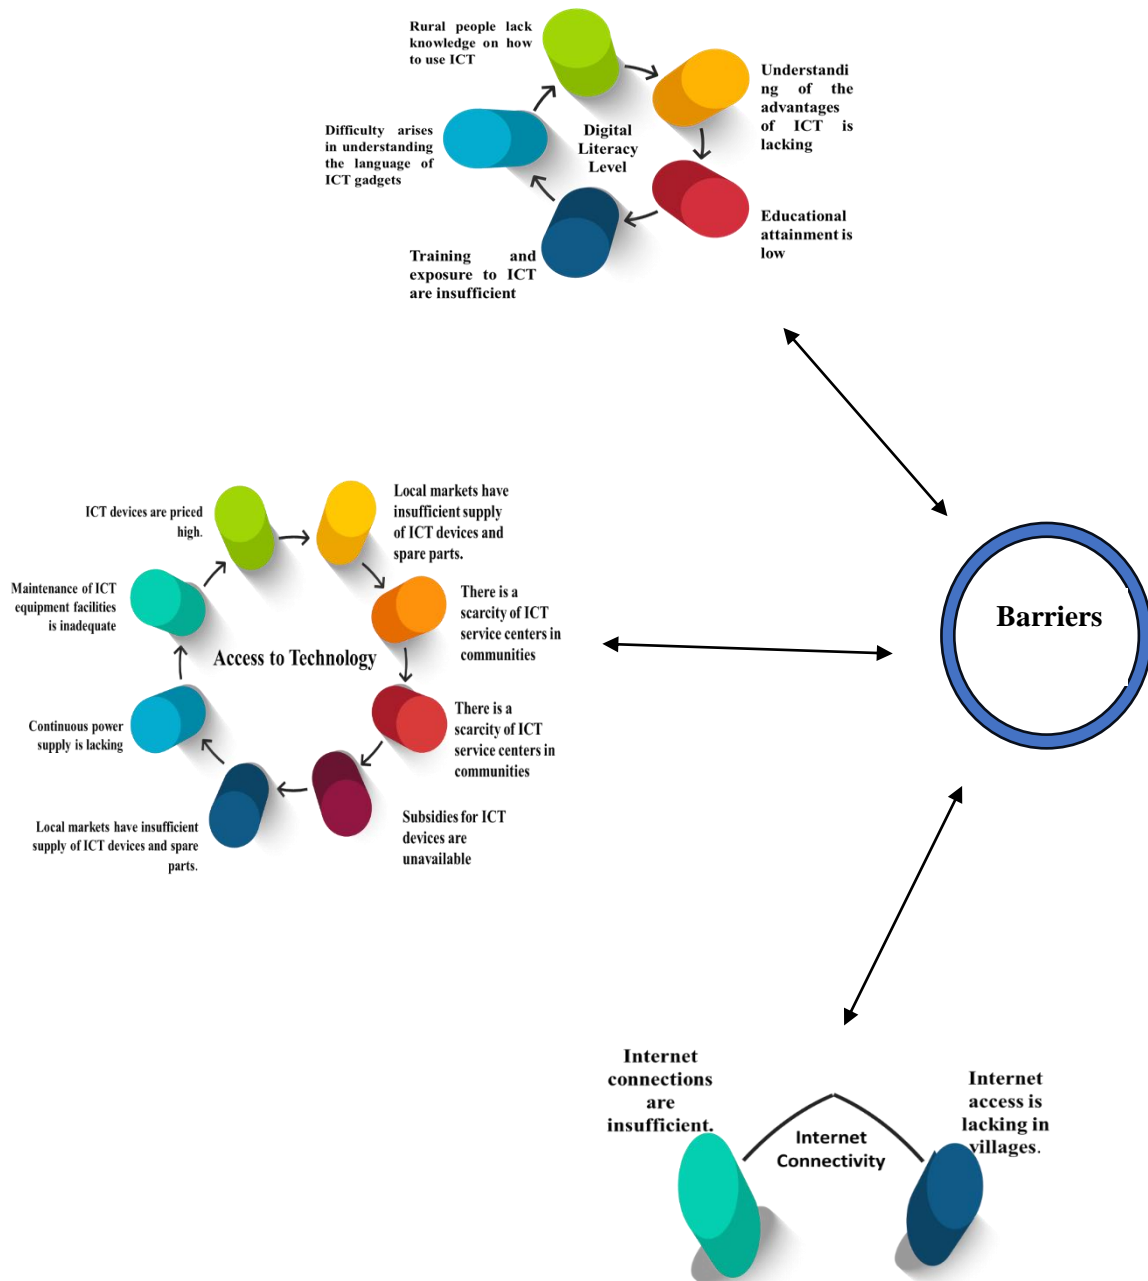 Rural people lack
knowledge on how
to use ICT
Understandi
ng of the
advantages
of ICT is
lacking
Difficulty arises
in understanding
the language of
ICT gadgets
Digital
Literacy
Level
Educational
attainment is
low
Training and
exposure to ICT
are insufficient
ICT devices are priced
high.
Local markets have
insufficient supply
of ICT devices and
spare parts.
Maintenance of ICT
equipment facilities
is inadequate
There is a
scarcity of ICT
service centers in
communities
Access to Technology
Barriers
Continuous power
supply is lacking
There is a
scarcity of ICT
service centers in
communities
Local markets have insufficient
supply of ICT devices and spare
parts.
Subsidies for ICT
devices are
unavailable
Internet
connections
are
insufficient.
Internet
access is
lacking in
villages.
Internet
Connectivity